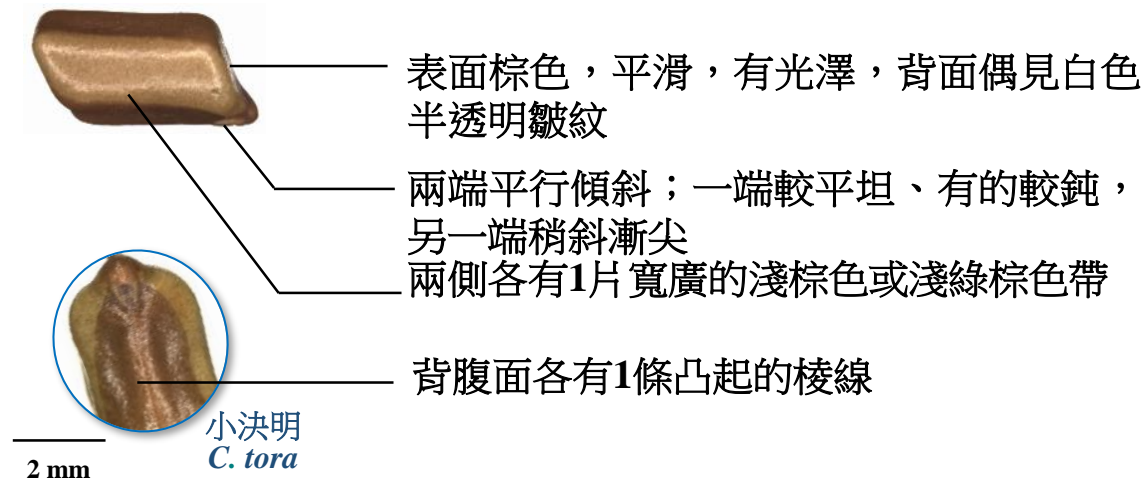 表面棕色，平滑，有光澤，背面偶見白色
半透明皺紋
兩端平行傾斜；一端較平坦、有的較鈍，
另一端稍斜漸尖
兩側各有1片寬廣的淺棕色或淺綠棕色帶
背腹面各有1條凸起的棱線
小決明
C. tora
2 mm